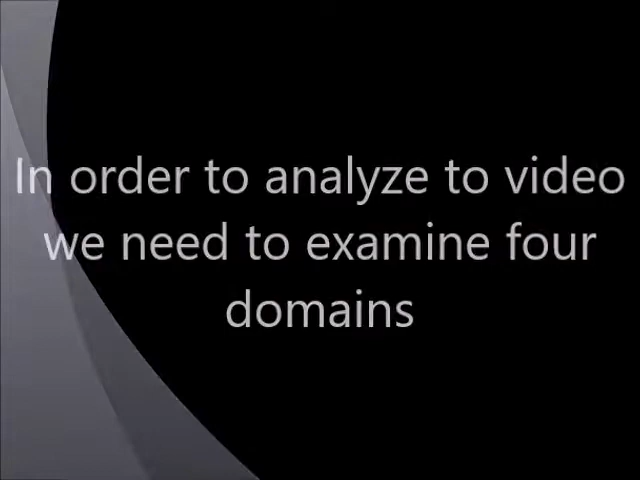 In order to analyze to video
we need to examine four
domains